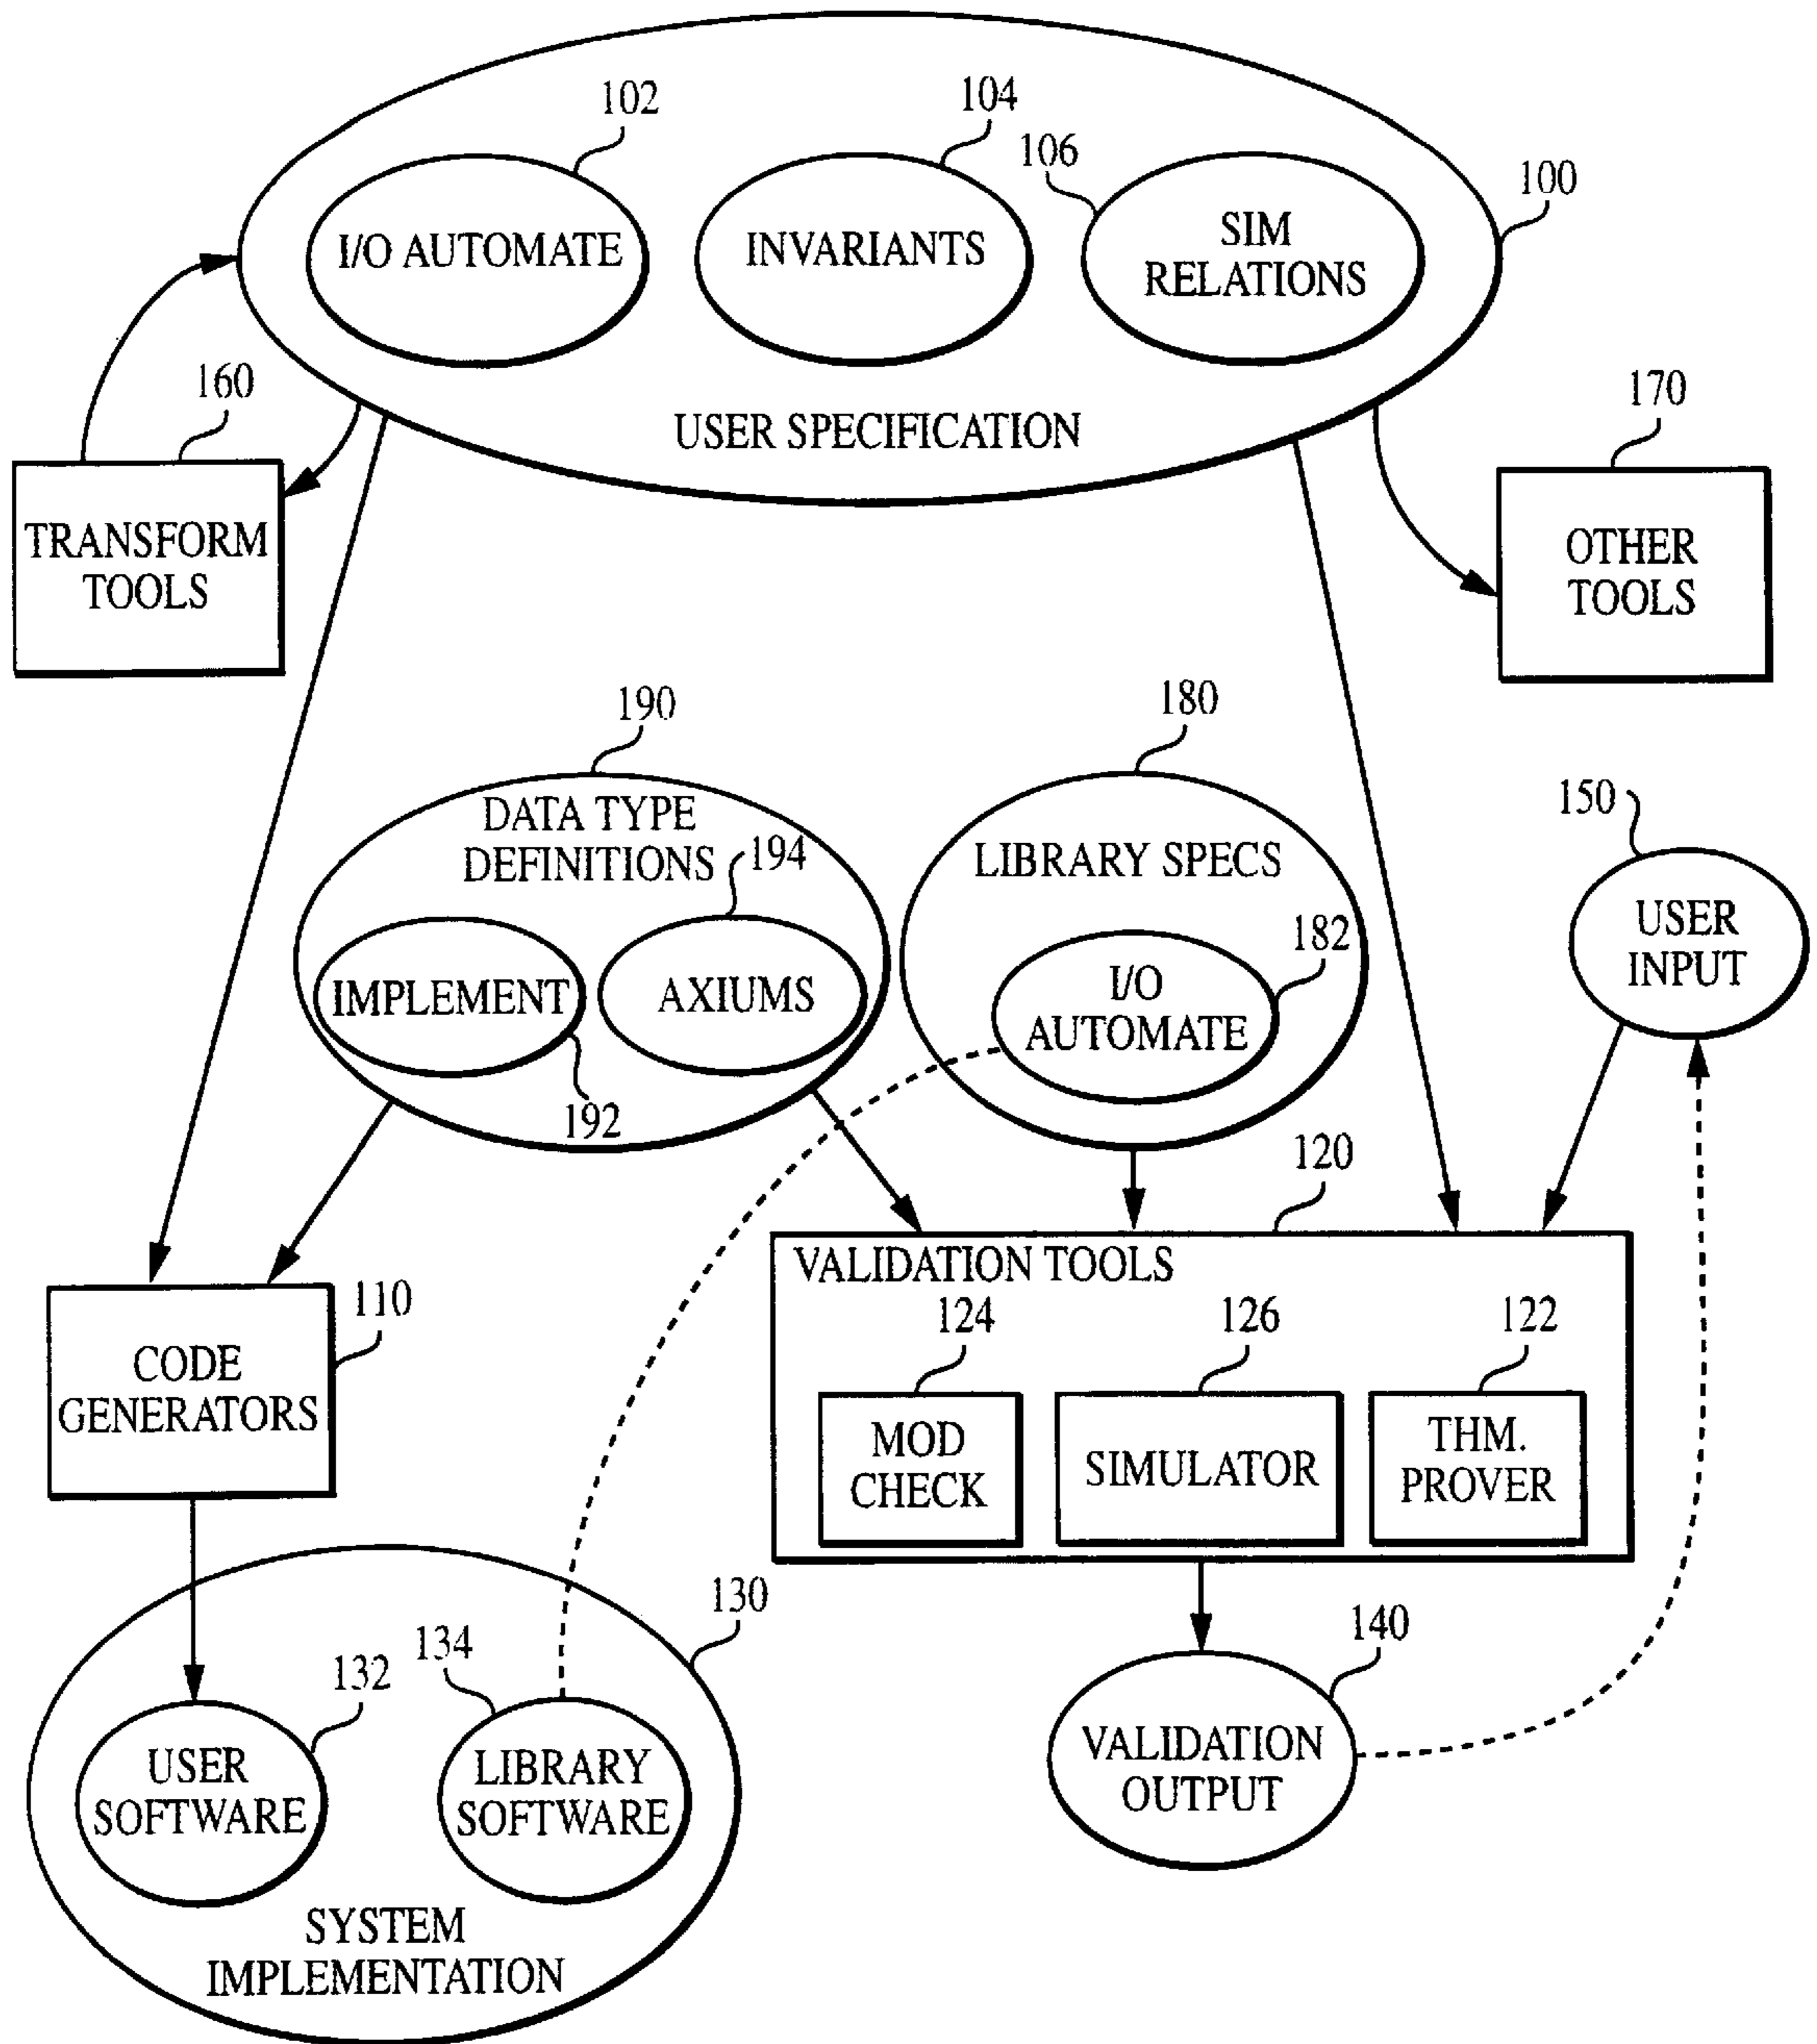 102
104
106
100
I/O AUTOMATE
INVARIANTS
SIM
RELATIONS
USER SPECIFICATION
160
170
TRANSFORM
TOOLS
OTHER
TOOLS
190
180
150
DATA TYPE
DEFINITIONS
194
LIBRARY SPECS
USER
INPUT
IMPLEMENT
AXIUMS
182
I/O
AUTOMATE
192
120
VALIDATION TOOLS
110
124
126
122
CODE
GENERATORS
MOD
CHECK
SIMULATOR
THM.
PROVER
130
134
132
140
USER
SOFTWARE
LIBRARY
SOFTWARE
VALIDATION
OUTPUT
SYSTEM
IMPLEMENTATION